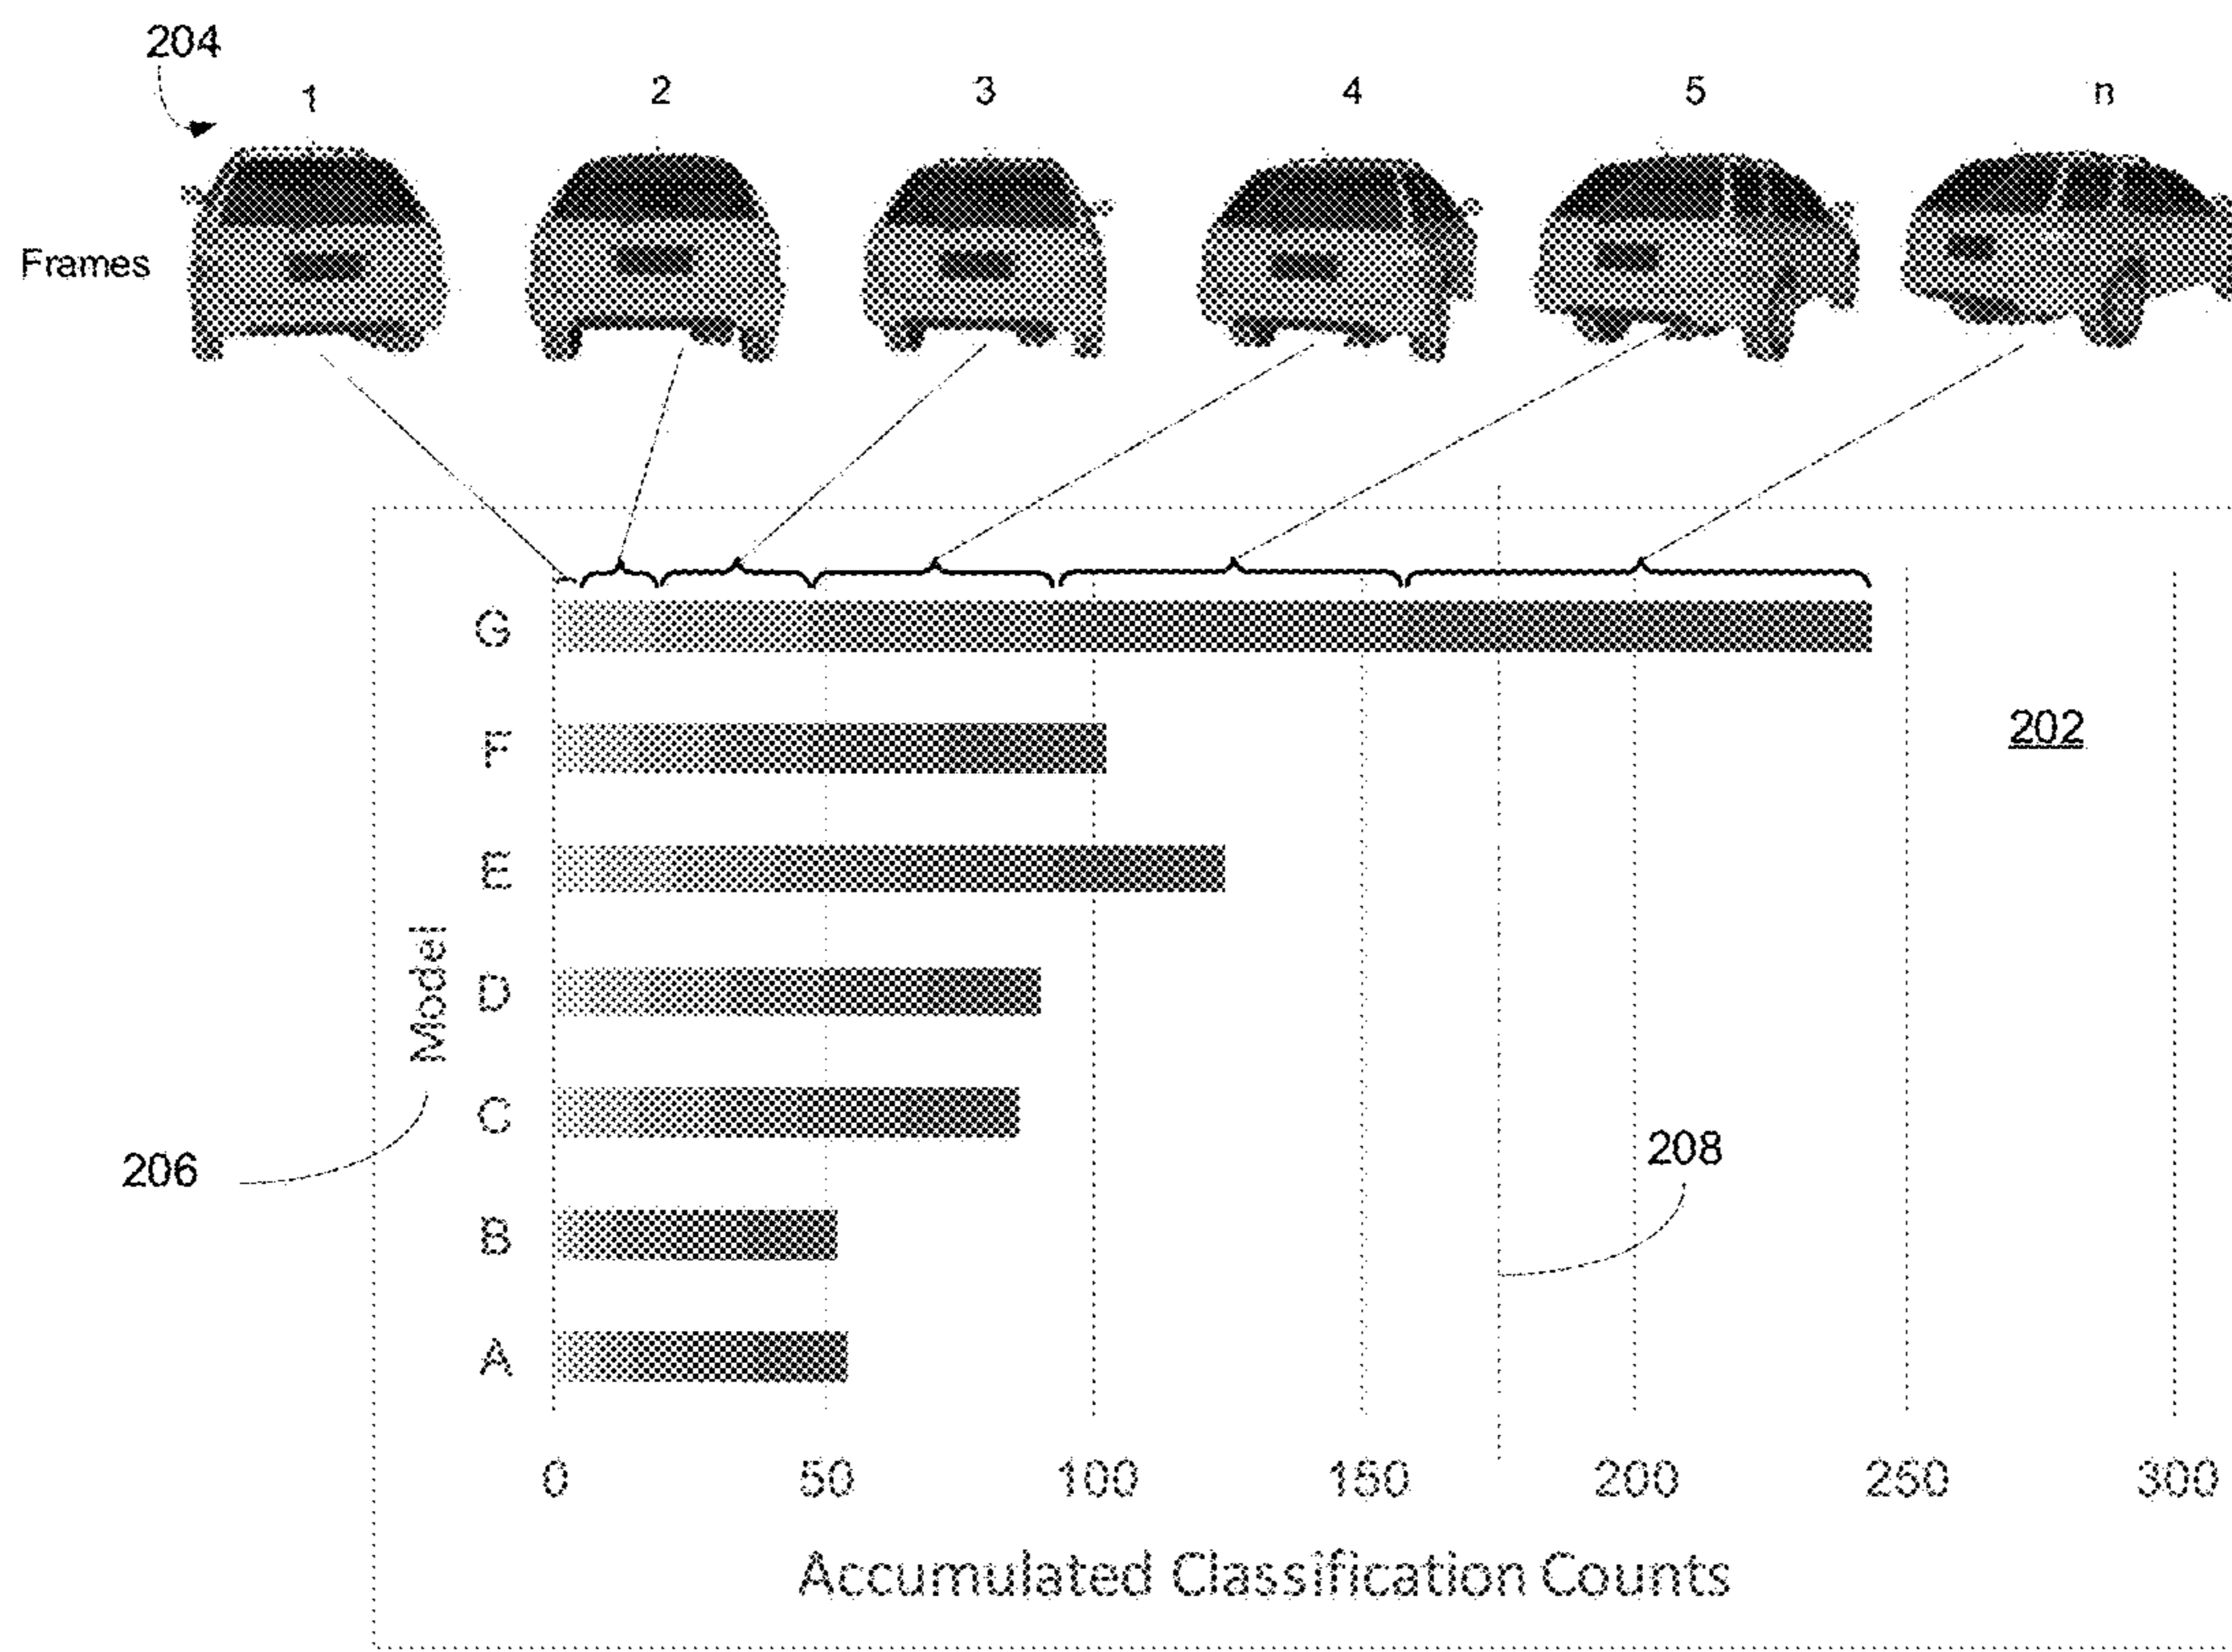 204
1 2 3 4 5 n
Frames
G
F
202
E
Model
D
C
206
208
B
A
0 50 100 150 200 250 300
Accumulated Classification Counts